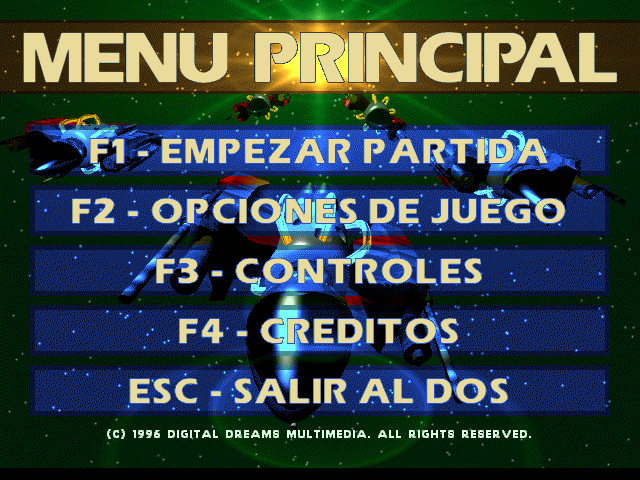 MENU PRINCIPAL
F1 - EMPEZAR PARTIDA
F2 - OPCIONES DE JUEGO
F3 - CONTROLES
F4 - CREDITOS
ESC - SALIR AL DOS
(C) 1996 DIGITAL DREAMS MULTIMEDIA. ALL RIGHTS RESERVED.